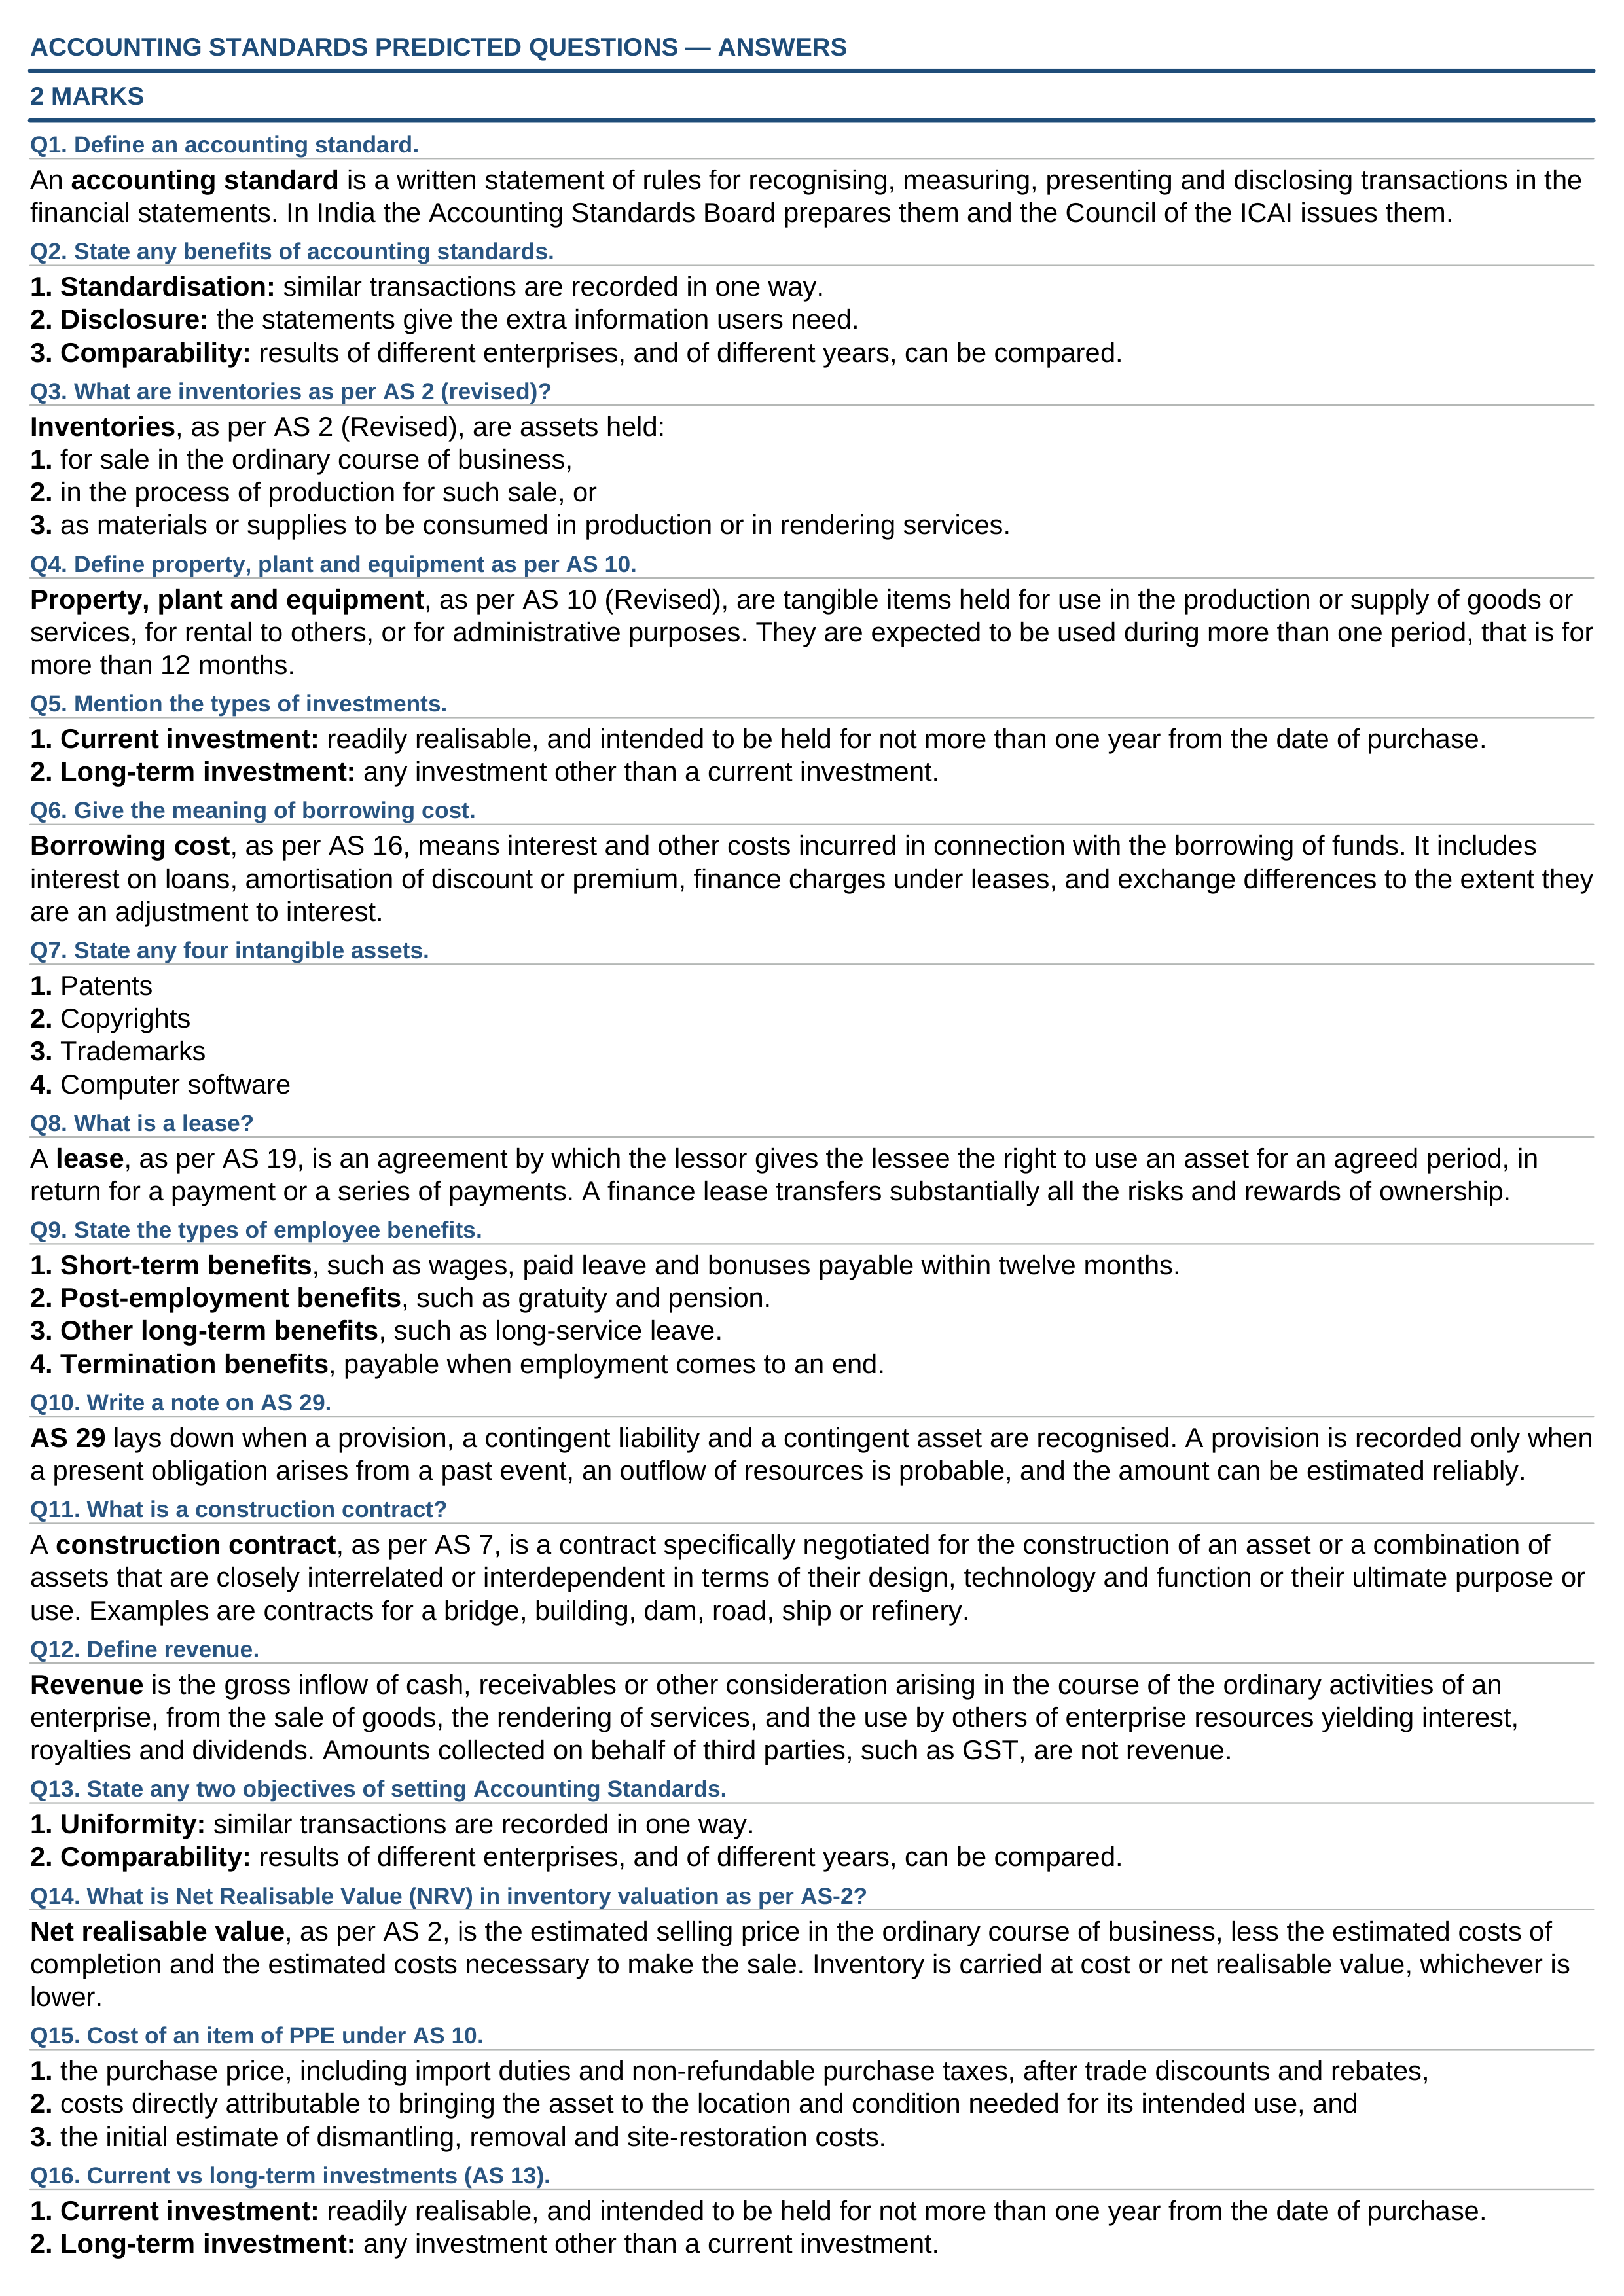 ACCOUNTING STANDARDS PREDICTED QUESTIONS — ANSWERS
2 MARKS
Q1. Define an accounting standard.
An accounting standard is a written statement of rules for recognising, measuring, presenting and disclosing transactions in the
financial statements. In India the Accounting Standards Board prepares them and the Council of the ICAI issues them.
Q2. State any benefits of accounting standards.
1. Standardisation: similar transactions are recorded in one way.
2. Disclosure: the statements give the extra information users need.
3. Comparability: results of different enterprises, and of different years, can be compared.
Q3. What are inventories as per AS 2 (revised)?
Inventories, as per AS 2 (Revised), are assets held:
1. for sale in the ordinary course of business,
2. in the process of production for such sale, or
3. as materials or supplies to be consumed in production or in rendering services.
Q4. Define property, plant and equipment as per AS 10.
Property, plant and equipment, as per AS 10 (Revised), are tangible items held for use in the production or supply of goods or
services, for rental to others, or for administrative purposes. They are expected to be used during more than one period, that is for
more than 12 months.
Q5. Mention the types of investments.
1. Current investment: readily realisable, and intended to be held for not more than one year from the date of purchase.
2. Long-term investment: any investment other than a current investment.
Q6. Give the meaning of borrowing cost.
Borrowing cost, as per AS 16, means interest and other costs incurred in connection with the borrowing of funds. It includes
interest on loans, amortisation of discount or premium, finance charges under leases, and exchange differences to the extent they
are an adjustment to interest.
Q7. State any four intangible assets.
1. Patents
2. Copyrights
3. Trademarks
4. Computer software
Q8. What is a lease?
A lease, as per AS 19, is an agreement by which the lessor gives the lessee the right to use an asset for an agreed period, in
return for a payment or a series of payments. A finance lease transfers substantially all the risks and rewards of ownership.
Q9. State the types of employee benefits.
1. Short-term benefits, such as wages, paid leave and bonuses payable within twelve months.
2. Post-employment benefits, such as gratuity and pension.
3. Other long-term benefits, such as long-service leave.
4. Termination benefits, payable when employment comes to an end.
Q10. Write a note on AS 29.
AS 29 lays down when a provision, a contingent liability and a contingent asset are recognised. A provision is recorded only when
a present obligation arises from a past event, an outflow of resources is probable, and the amount can be estimated reliably.
Q11. What is a construction contract?
A construction contract, as per AS 7, is a contract specifically negotiated for the construction of an asset or a combination of
assets that are closely interrelated or interdependent in terms of their design, technology and function or their ultimate purpose or
use. Examples are contracts for a bridge, building, dam, road, ship or refinery.
Q12. Define revenue.
Revenue is the gross inflow of cash, receivables or other consideration arising in the course of the ordinary activities of an
enterprise, from the sale of goods, the rendering of services, and the use by others of enterprise resources yielding interest,
royalties and dividends. Amounts collected on behalf of third parties, such as GST, are not revenue.
Q13. State any two objectives of setting Accounting Standards.
1. Uniformity: similar transactions are recorded in one way.
2. Comparability: results of different enterprises, and of different years, can be compared.
Q14. What is Net Realisable Value (NRV) in inventory valuation as per AS-2?
Net realisable value, as per AS 2, is the estimated selling price in the ordinary course of business, less the estimated costs of
completion and the estimated costs necessary to make the sale. Inventory is carried at cost or net realisable value, whichever is
lower.
Q15. Cost of an item of PPE under AS 10.
1. the purchase price, including import duties and non-refundable purchase taxes, after trade discounts and rebates,
2. costs directly attributable to bringing the asset to the location and condition needed for its intended use, and
3. the initial estimate of dismantling, removal and site-restoration costs.
Q16. Current vs long-term investments (AS 13).
1. Current investment: readily realisable, and intended to be held for not more than one year from the date of purchase.
2. Long-term investment: any investment other than a current investment.